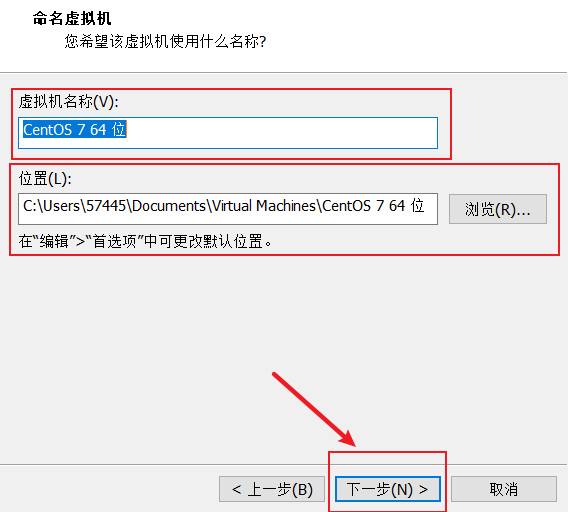 命名虚拟机
您希望该虚拟机使用什么名称?
虚拟机名称(V):
CentOS 7 64 位
位置(L):
C:\Users\57445\Documents\Virtual Machines\CentOS 7 64 位
浏览(R)...
在“编辑”>“首选项”中可更改默认位置。
< 上一步(B)
下一步(N) >
取消